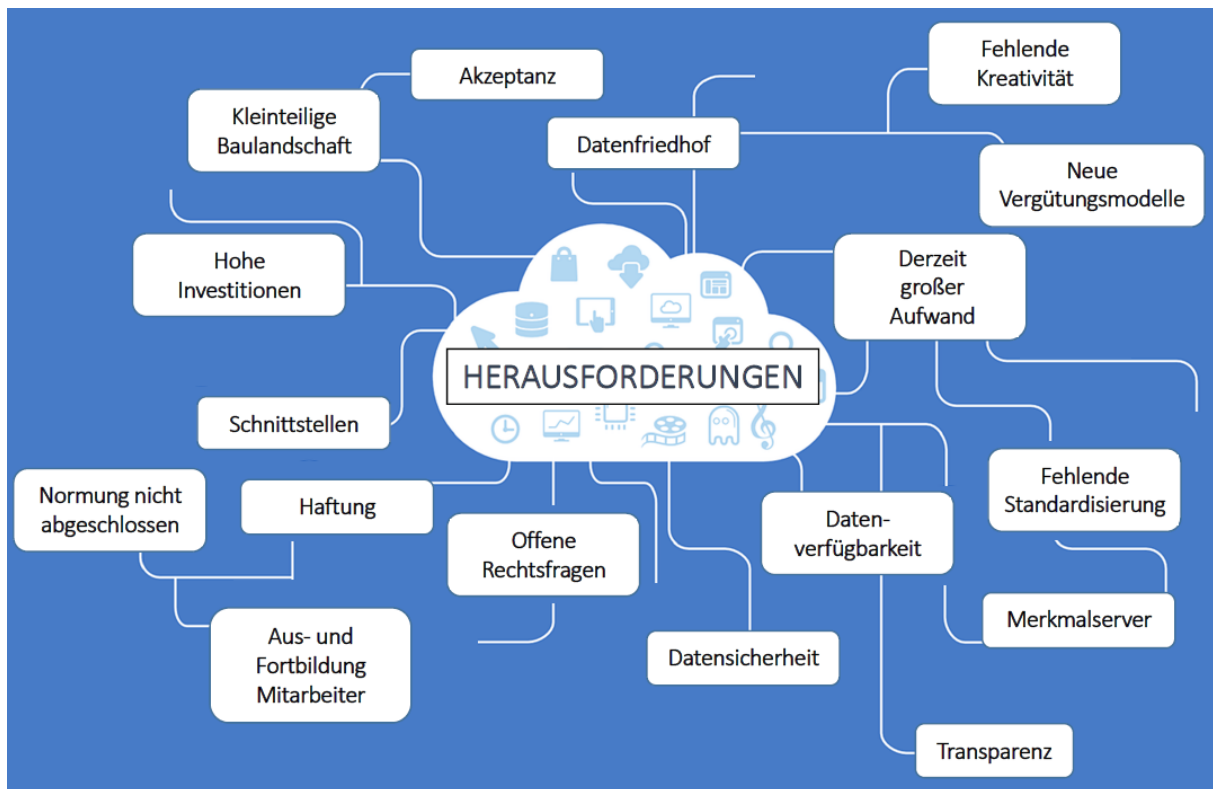 Akzeptanz
Fehlende
Kreativität
Kleinteilige
Baulandschaft
Datenfriedhof
Neue
Vergütungsmodelle
Hohe
Investitionen
Derzeit
großer
Aufwand
HERAUSFORDERUNGEN
Schnittstellen
Normung nicht
abgeschlossen
Haftung
Offene
Rechtsfragen
Daten-
verfügbarkeit
Fehlende
Standardisierung
Merkmalserver
Aus- und
Fortbildung
Mitarbeiter
Datensicherheit
Transparenz